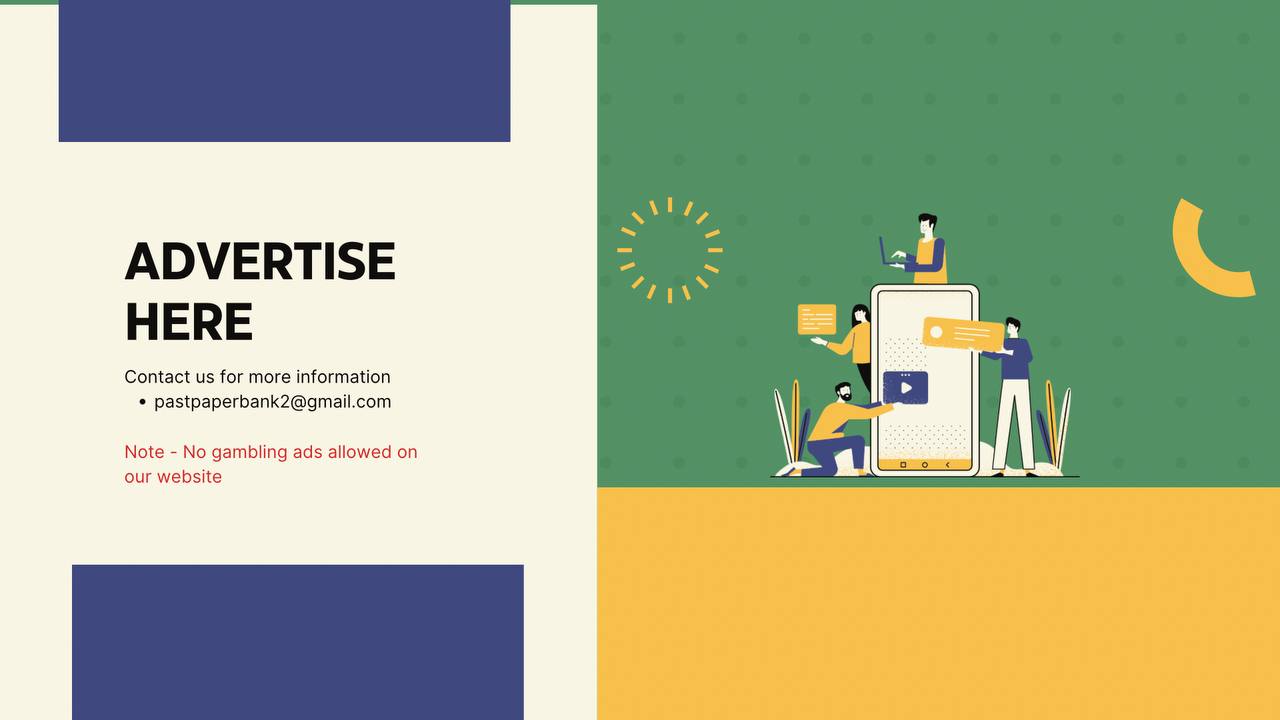 ADVERTISE
HERE
Contact us for more information
• pastpaperbank2@gmail.com
Note - No gambling ads allowed on
our website